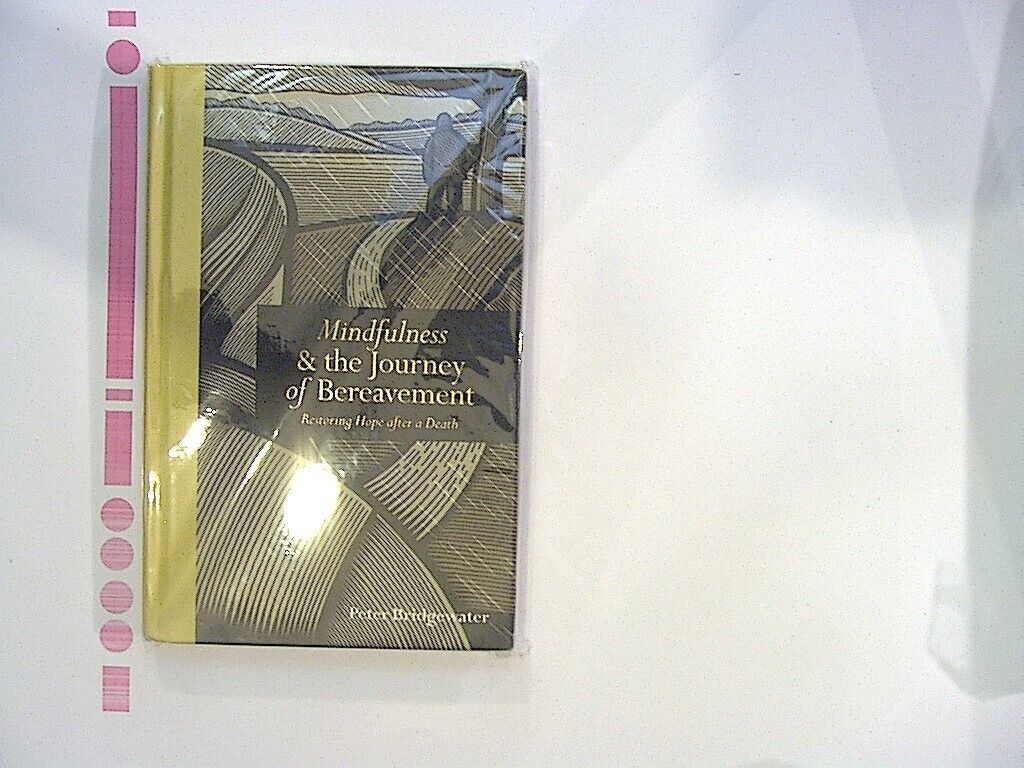 Mindfulness
& the Journey
of Bereavement
Restoring Hope after a Death
Peter Bridgewater